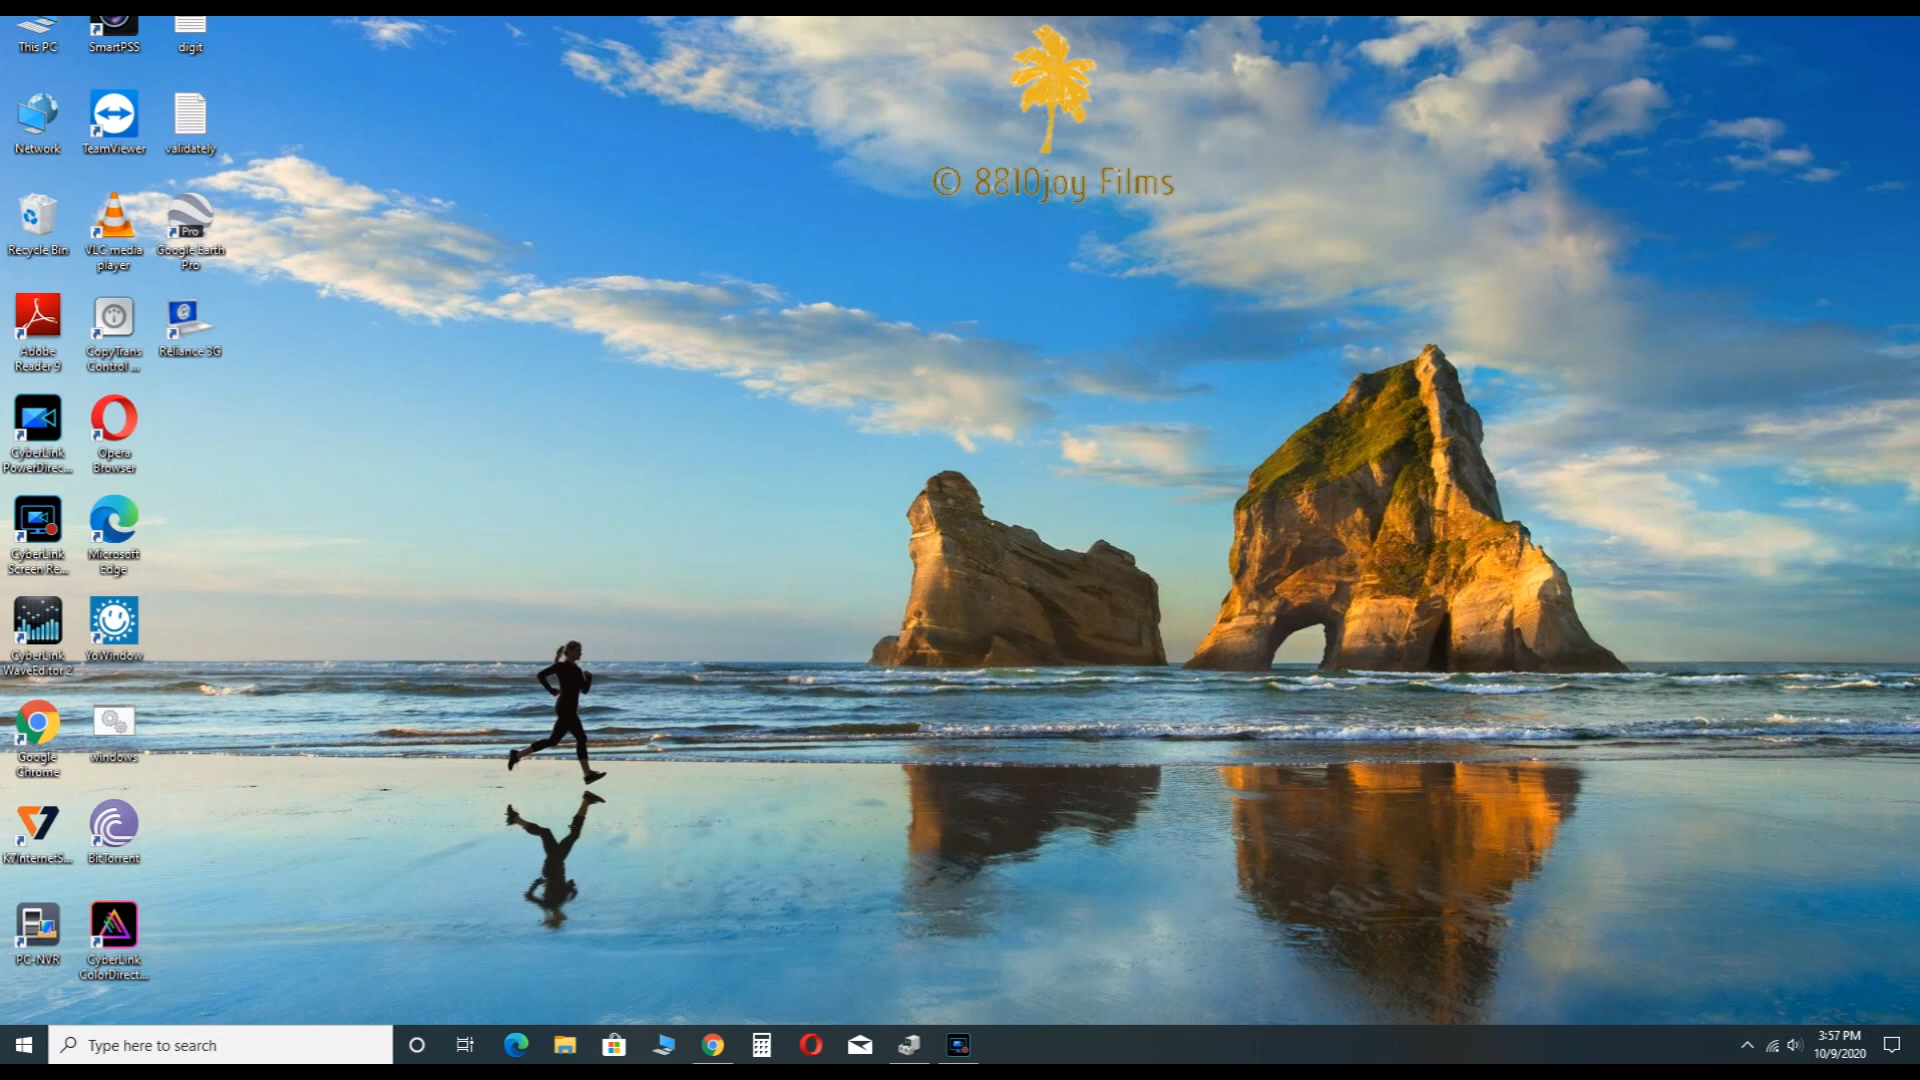 This PC
SmartPSS
digit
© 8810joy Films
Network
TeamViewer
validately
Recycle Bin
VLC media
player
Pro
Google Earth
Pro
Adobe
Reader 9
CopyTrans
Control ...
Reliance 3G
CyberLink
PowerDirec...
Opera
Browser
CyberLink
Screen Re...
Microsoft
Edge
CyberLink
WaveEditor 2
YoWindow
Google
Chrome
windows
K7InternetS...
BitTorrent
PC-NVR
CyberLink
ColorDirect...
Type here to search
3:57 PM
10/9/2020